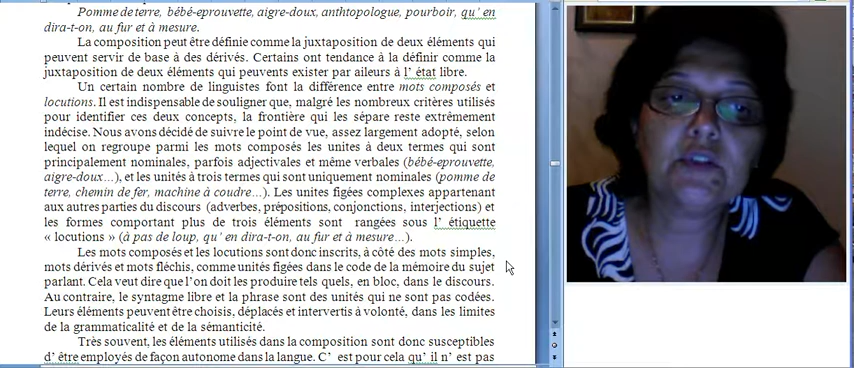 Pomme de terre, bébé-eprouvette, aigre-doux, anthtopologue, pourboir, qu' en
dira-t-on, au fur et à mesure.
La composition peut être définie comme la juxtaposition de deux éléments qui
peuvent servir de base à des dérivés. Certains ont tendance à la définir comme la
juxtaposition de deux éléments qui peuvents exister par aileurs à l' état libre.
Un certain nombre de linguistes font la différence entre mots composés et
locutions. Il est indispensable de souligner que, malgré les nombreux critères utilisés
pour identifier ces deux concepts, la frontière qui les sépare reste extrêmement
indécise. Nous avons décidé de suivre le point de vue, assez largement adopté, selon
lequel on regroupe parmi les mots composés les unites à deux termes qui sont
principalement nominales, parfois adjectivales et même verbales (bébé-eprouvette,
aigre-doux…), et les unités à trois termes qui sont uniquement nominales (pomme de
terre, chemin de fer, machine à coudre…). Les unites figées complexes appartenant
aux autres parties du discours (adverbes, prépositions, conjonctions, interjections) et
les formes comportant plus de trois éléments sont rangées sous l' étiquette
« locutions » (à pas de loup, qu' en dira-t-on, au fur et à mesure…).
Les mots composés et les locutions sont donc inscrits, à côté des mots simples,
mots dérivés et mots fléchis, comme unités figées dans le code de la mémoire du sujet
parlant. Cela veut dire que l'on doit les produire tels quels, en bloc, dans le discours.
Au contraire, le syntagme libre et la phrase sont des unités qui ne sont pas codées.
Leurs éléments peuvent être choisis, déplacés et intervertis à volonté, dans les limites
de la grammaticalité et de la sémanticité.
Très souvent, les éléments utilisés dans la composition sont donc susceptibles
d' être employés de façon autonome dans la langue. C' est pour cela qu' il n' est pas